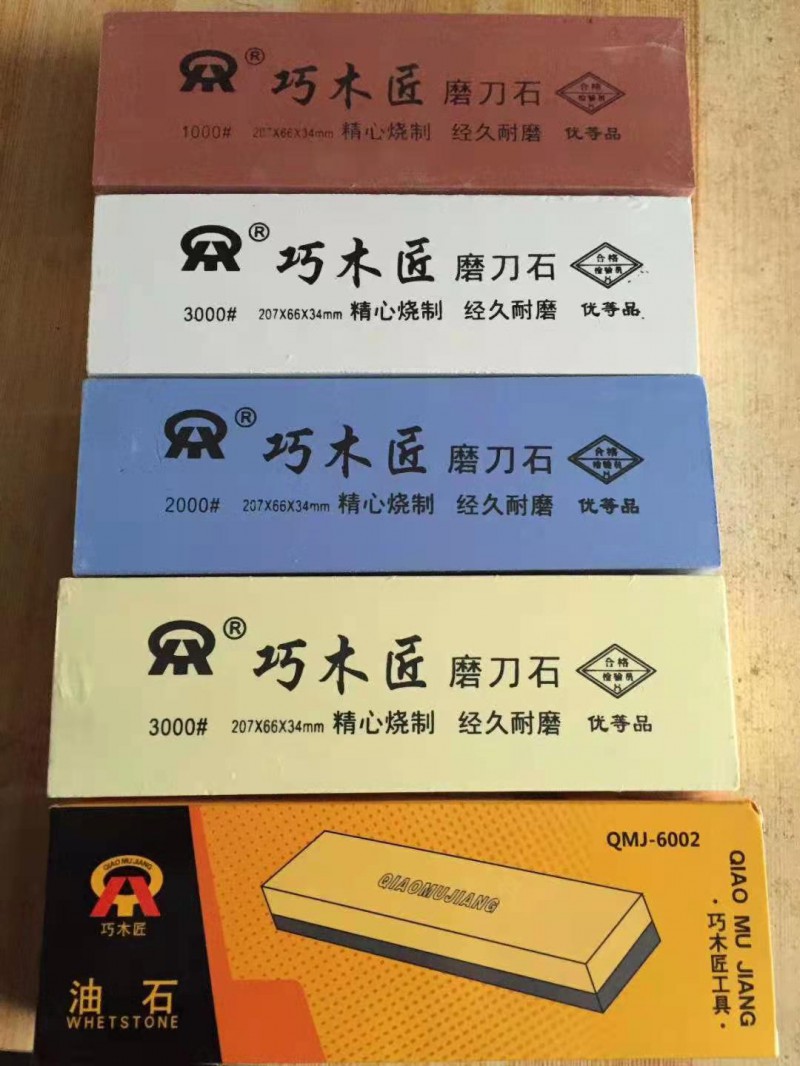 ® 巧木匠 磨刀石 合格 检验员
1000# 207X66X34mm 精心烧制 经久耐磨 优等品
® 巧木匠 磨刀石 合格 检验员
3000# 207X66X34mm 精心烧制 经久耐磨 优等品
® 巧木匠 磨刀石 合格 检验员
2000# 207X66X34mm 精心烧制 经久耐磨 优等品
® 巧木匠 磨刀石 合格 检验员
3000# 207X66X34mm 精心烧制 经久耐磨 优等品
QMJ-6002
QIAO MU JIANG
巧木匠
QIAOMUJIANG
油石
WHETSTONE
QIAO MU JIANG
·巧木匠工具·